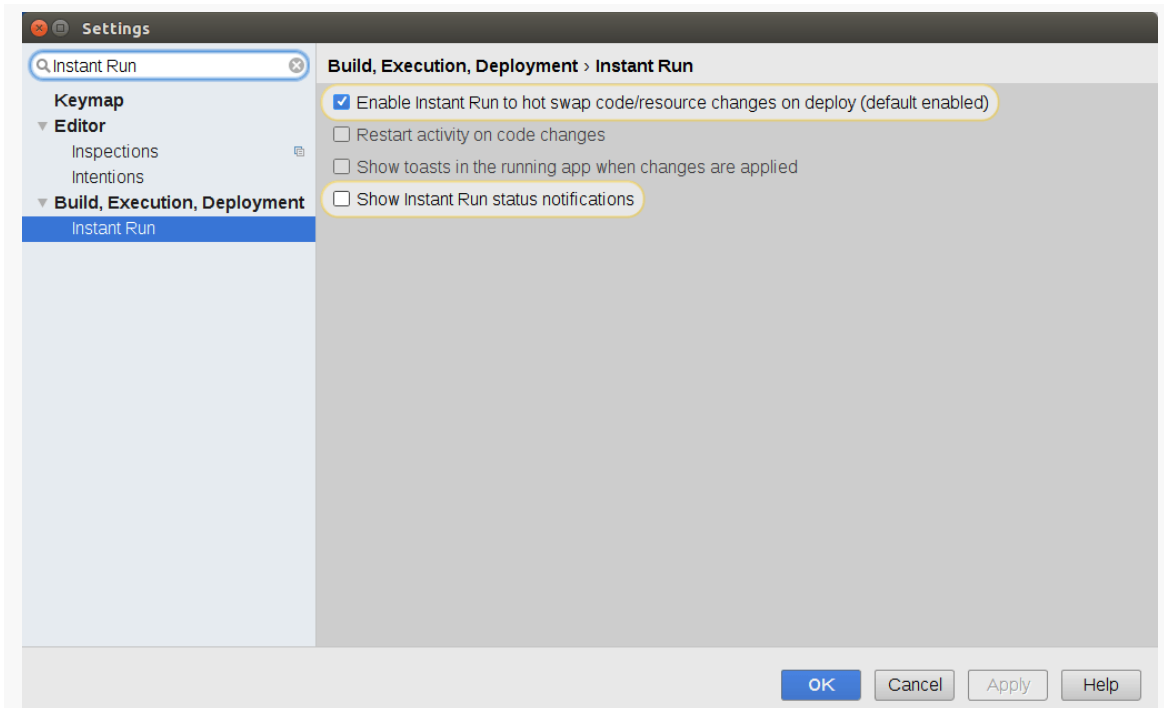 Settings
Instant Run
Keymap
Editor
Inspections
Intentions
Build, Execution, Deployment
Instant Run
Build, Execution, Deployment › Instant Run
Enable Instant Run to hot swap code/resource changes on deploy (default enabled)
Restart activity on code changes
Show toasts in the running app when changes are applied
Show Instant Run status notifications
OK Cancel Apply Help